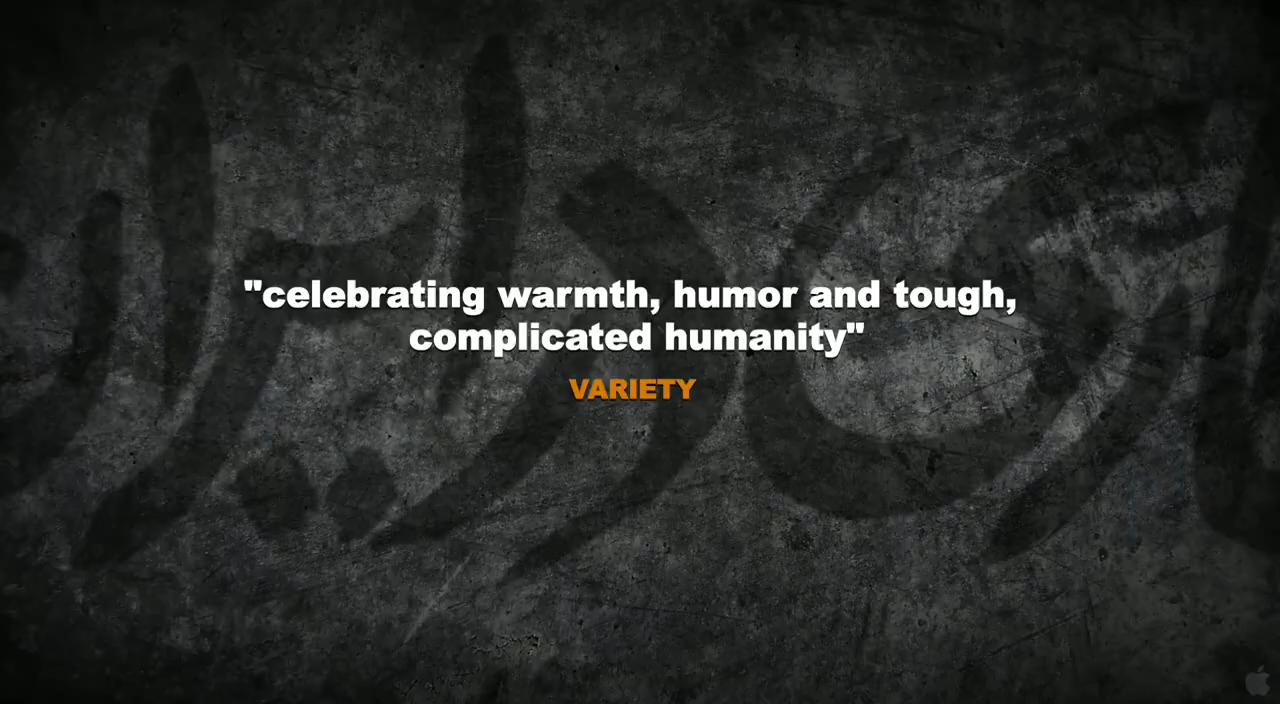 "celebrating warmth, humor and tough,
complicated humanity"
VARIETY